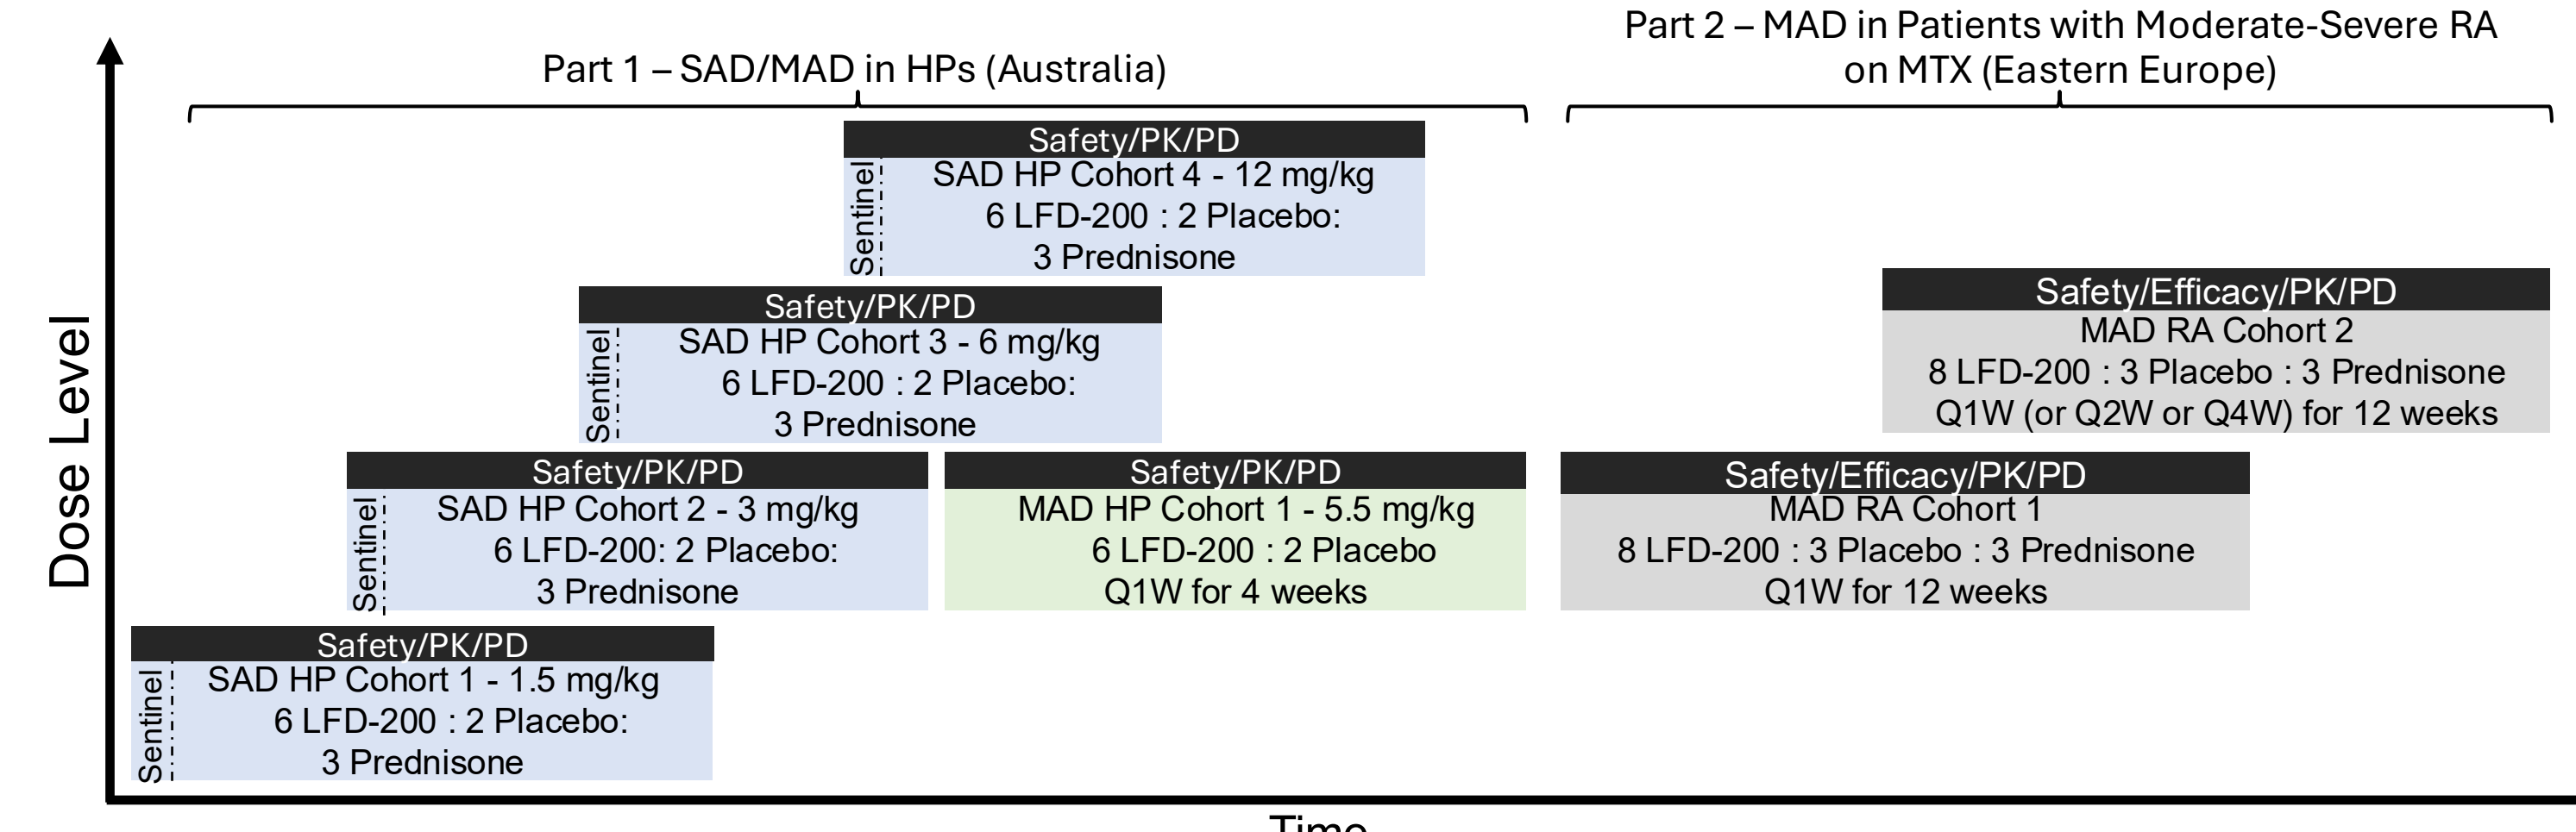 Part 1 – SAD/MAD in HPs (Australia)
Part 2 – MAD in Patients with Moderate-Severe RA
on MTX (Eastern Europe)
Dose Level
Safety/PK/PD
Sentinel
SAD HP Cohort 4 - 12 mg/kg
6 LFD-200 : 2 Placebo:
3 Prednisone
Safety/PK/PD
Sentinel
SAD HP Cohort 3 - 6 mg/kg
6 LFD-200 : 2 Placebo:
3 Prednisone
Safety/Efficacy/PK/PD
MAD RA Cohort 2
8 LFD-200 : 3 Placebo : 3 Prednisone
Q1W (or Q2W or Q4W) for 12 weeks
Safety/PK/PD
Sentinel
SAD HP Cohort 2 - 3 mg/kg
6 LFD-200: 2 Placebo:
3 Prednisone
Safety/PK/PD
MAD HP Cohort 1 - 5.5 mg/kg
6 LFD-200 : 2 Placebo
Q1W for 4 weeks
Safety/Efficacy/PK/PD
MAD RA Cohort 1
8 LFD-200 : 3 Placebo : 3 Prednisone
Q1W for 12 weeks
Safety/PK/PD
Sentinel
SAD HP Cohort 1 - 1.5 mg/kg
6 LFD-200 : 2 Placebo:
3 Prednisone
Time